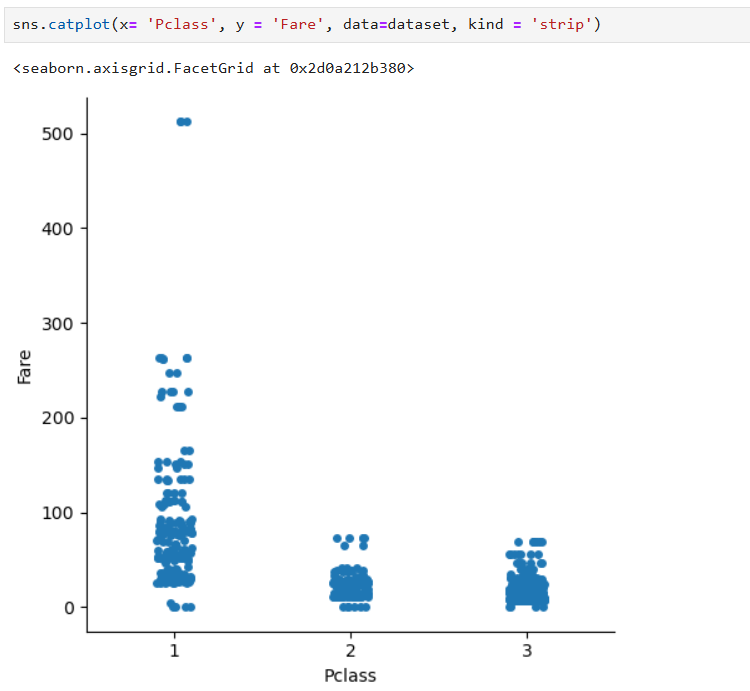 sns.catplot(x= 'Pclass', y = 'Fare', data=dataset, kind = 'strip')
<seaborn.axisgrid.FacetGrid at 0x2d0a212b380>
500
400
300
Fare
200
100
0
1 2 3
Pclass